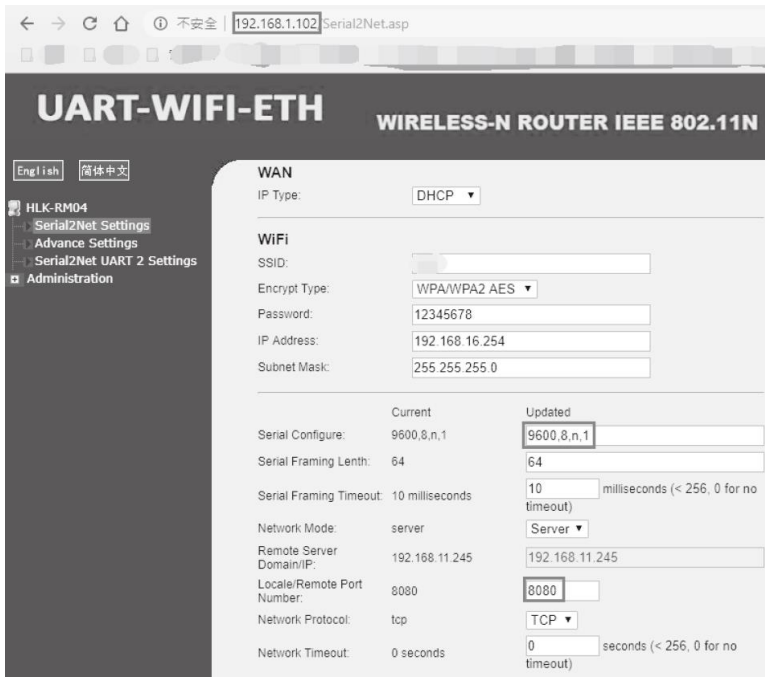 不安全 | 192.168.1.102/Serial2Net.asp
UART-WIFI-ETH
WIRELESS-N ROUTER IEEE 802.11N
English 简体中文
HLK-RM04
Serial2Net Settings
Advance Settings
Serial2Net UART 2 Settings
Administration
WAN
IP Type: DHCP
WiFi
SSID:
Encrypt Type: WPA/WPA2 AES
Password: 12345678
IP Address: 192.168.16.254
Subnet Mask: 255.255.255.0
Current Updated
Serial Configure: 9600,8,n,1 9600,8,n,1
Serial Framing Lenth: 64 64
Serial Framing Timeout: 10 milliseconds 10 milliseconds (< 256, 0 for no
timeout)
Network Mode: server Server
Remote Server
Domain/IP: 192.168.11.245 192.168.11.245
Locale/Remote Port
Number: 8080 8080
Network Protocol: tcp TCP
Network Timeout: 0 seconds 0 seconds (< 256, 0 for no
timeout)